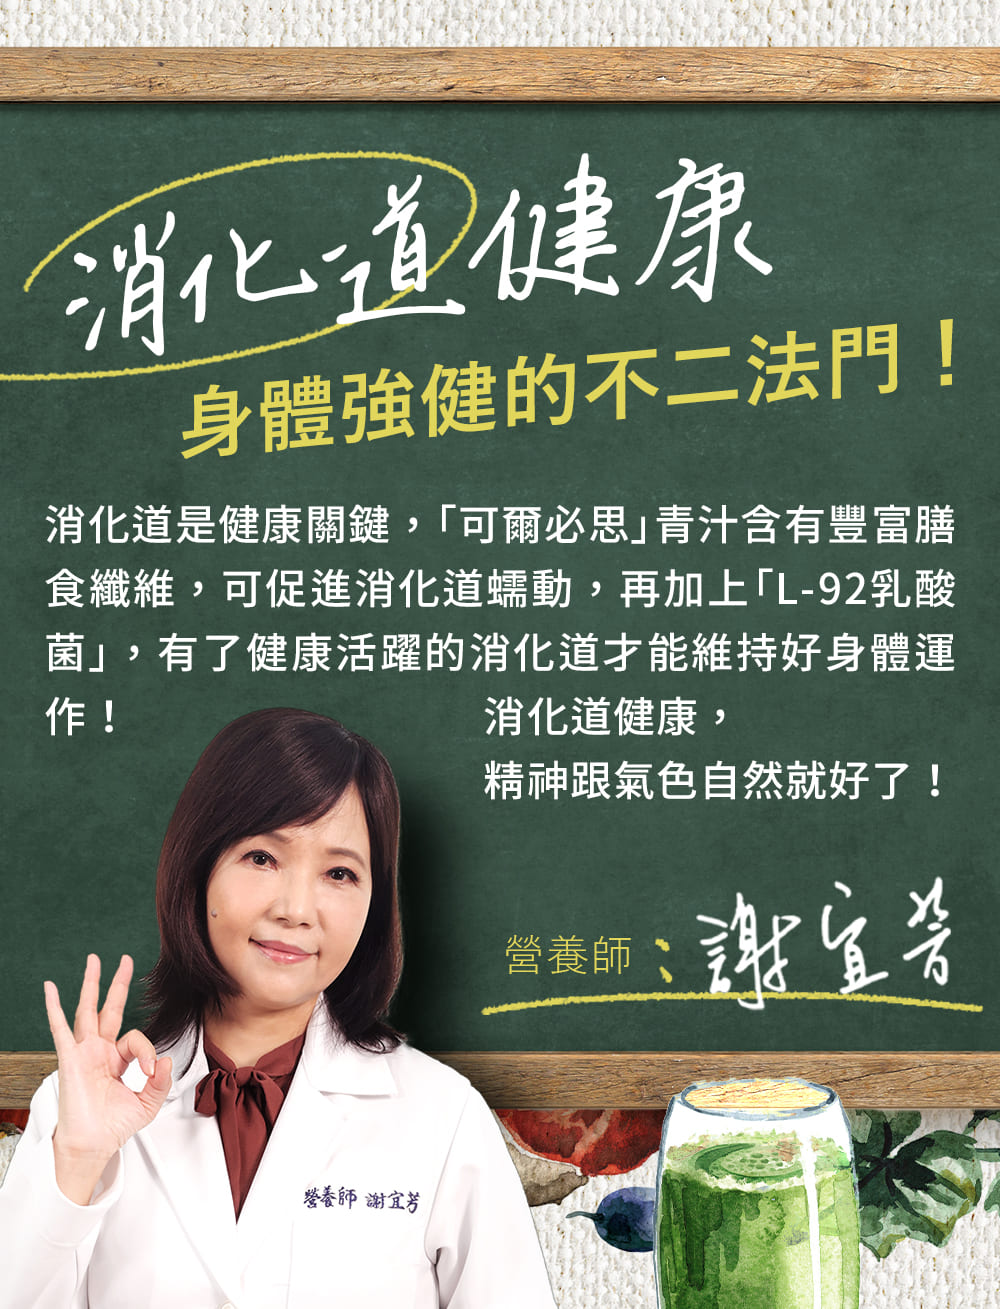 消化道健康
身體強健的不二法門！
消化道是健康關鍵，「可爾必思」青汁含有豐富膳
食纖維，可促進消化道蠕動，再加上「L-92乳酸
菌」，有了健康活躍的消化道才能維持好身體運
作！
消化道健康，
精神跟氣色自然就好了！
營養師：謝宜芳
營養師 謝宜芳